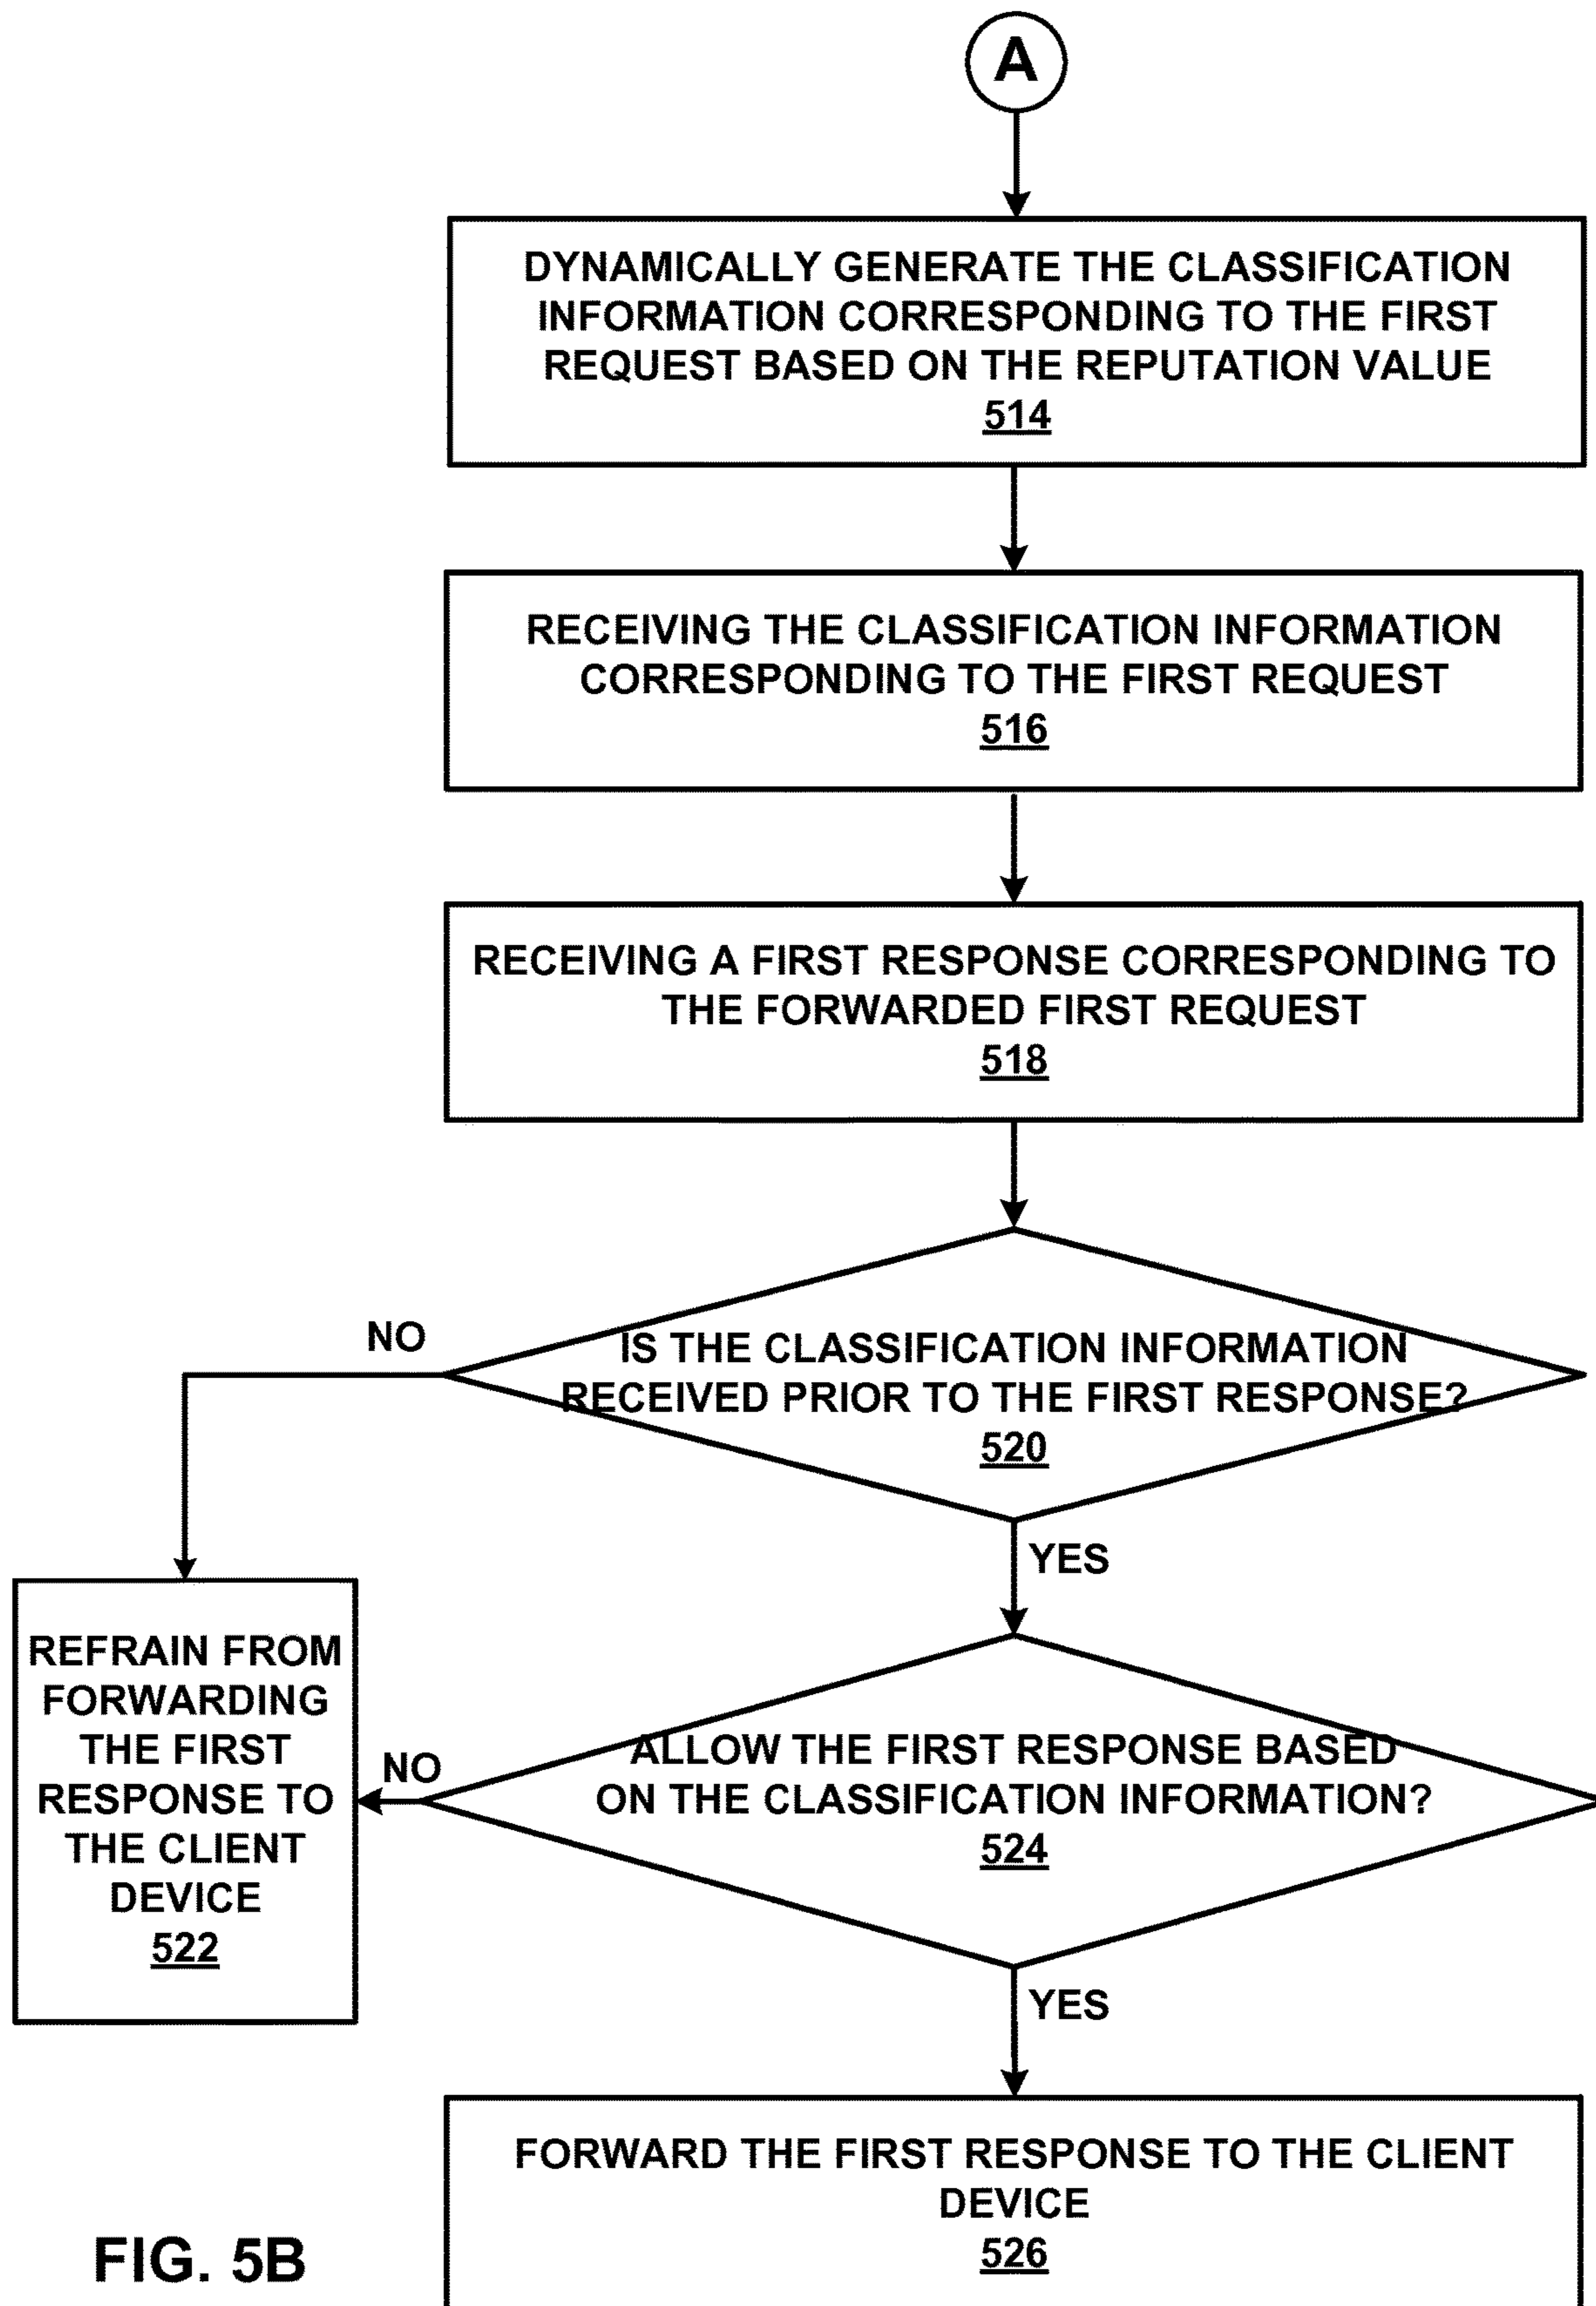 A
DYNAMICALLY GENERATE THE CLASSIFICATION
INFORMATION CORRESPONDING TO THE FIRST
REQUEST BASED ON THE REPUTATION VALUE
514
RECEIVING THE CLASSIFICATION INFORMATION
CORRESPONDING TO THE FIRST REQUEST
516
RECEIVING A FIRST RESPONSE CORRESPONDING TO
THE FORWARDED FIRST REQUEST
518
NO
IS THE CLASSIFICATION INFORMATION
RECEIVED PRIOR TO THE FIRST RESPONSE?
520
YES
REFRAIN FROM
FORWARDING
THE FIRST
RESPONSE TO
THE CLIENT
DEVICE
522
NO
ALLOW THE FIRST RESPONSE BASED
ON THE CLASSIFICATION INFORMATION?
524
YES
FORWARD THE FIRST RESPONSE TO THE CLIENT
DEVICE
526
FIG. 5B